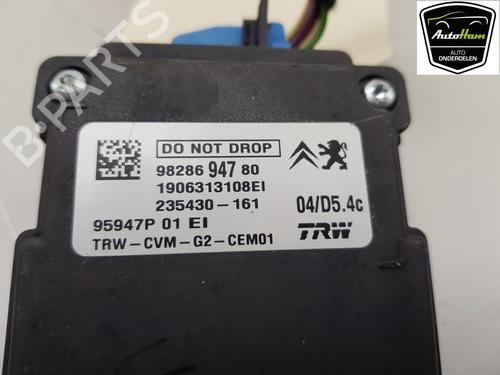 AutoHam
AUTO
ONDERDELEN
B-PARTS
DO NOT DROP
98286 947 80
1906313108EI
235430-161
04/D5.4c
95947P 01 EI
TRW-CVM-G2-CEM01
TRW